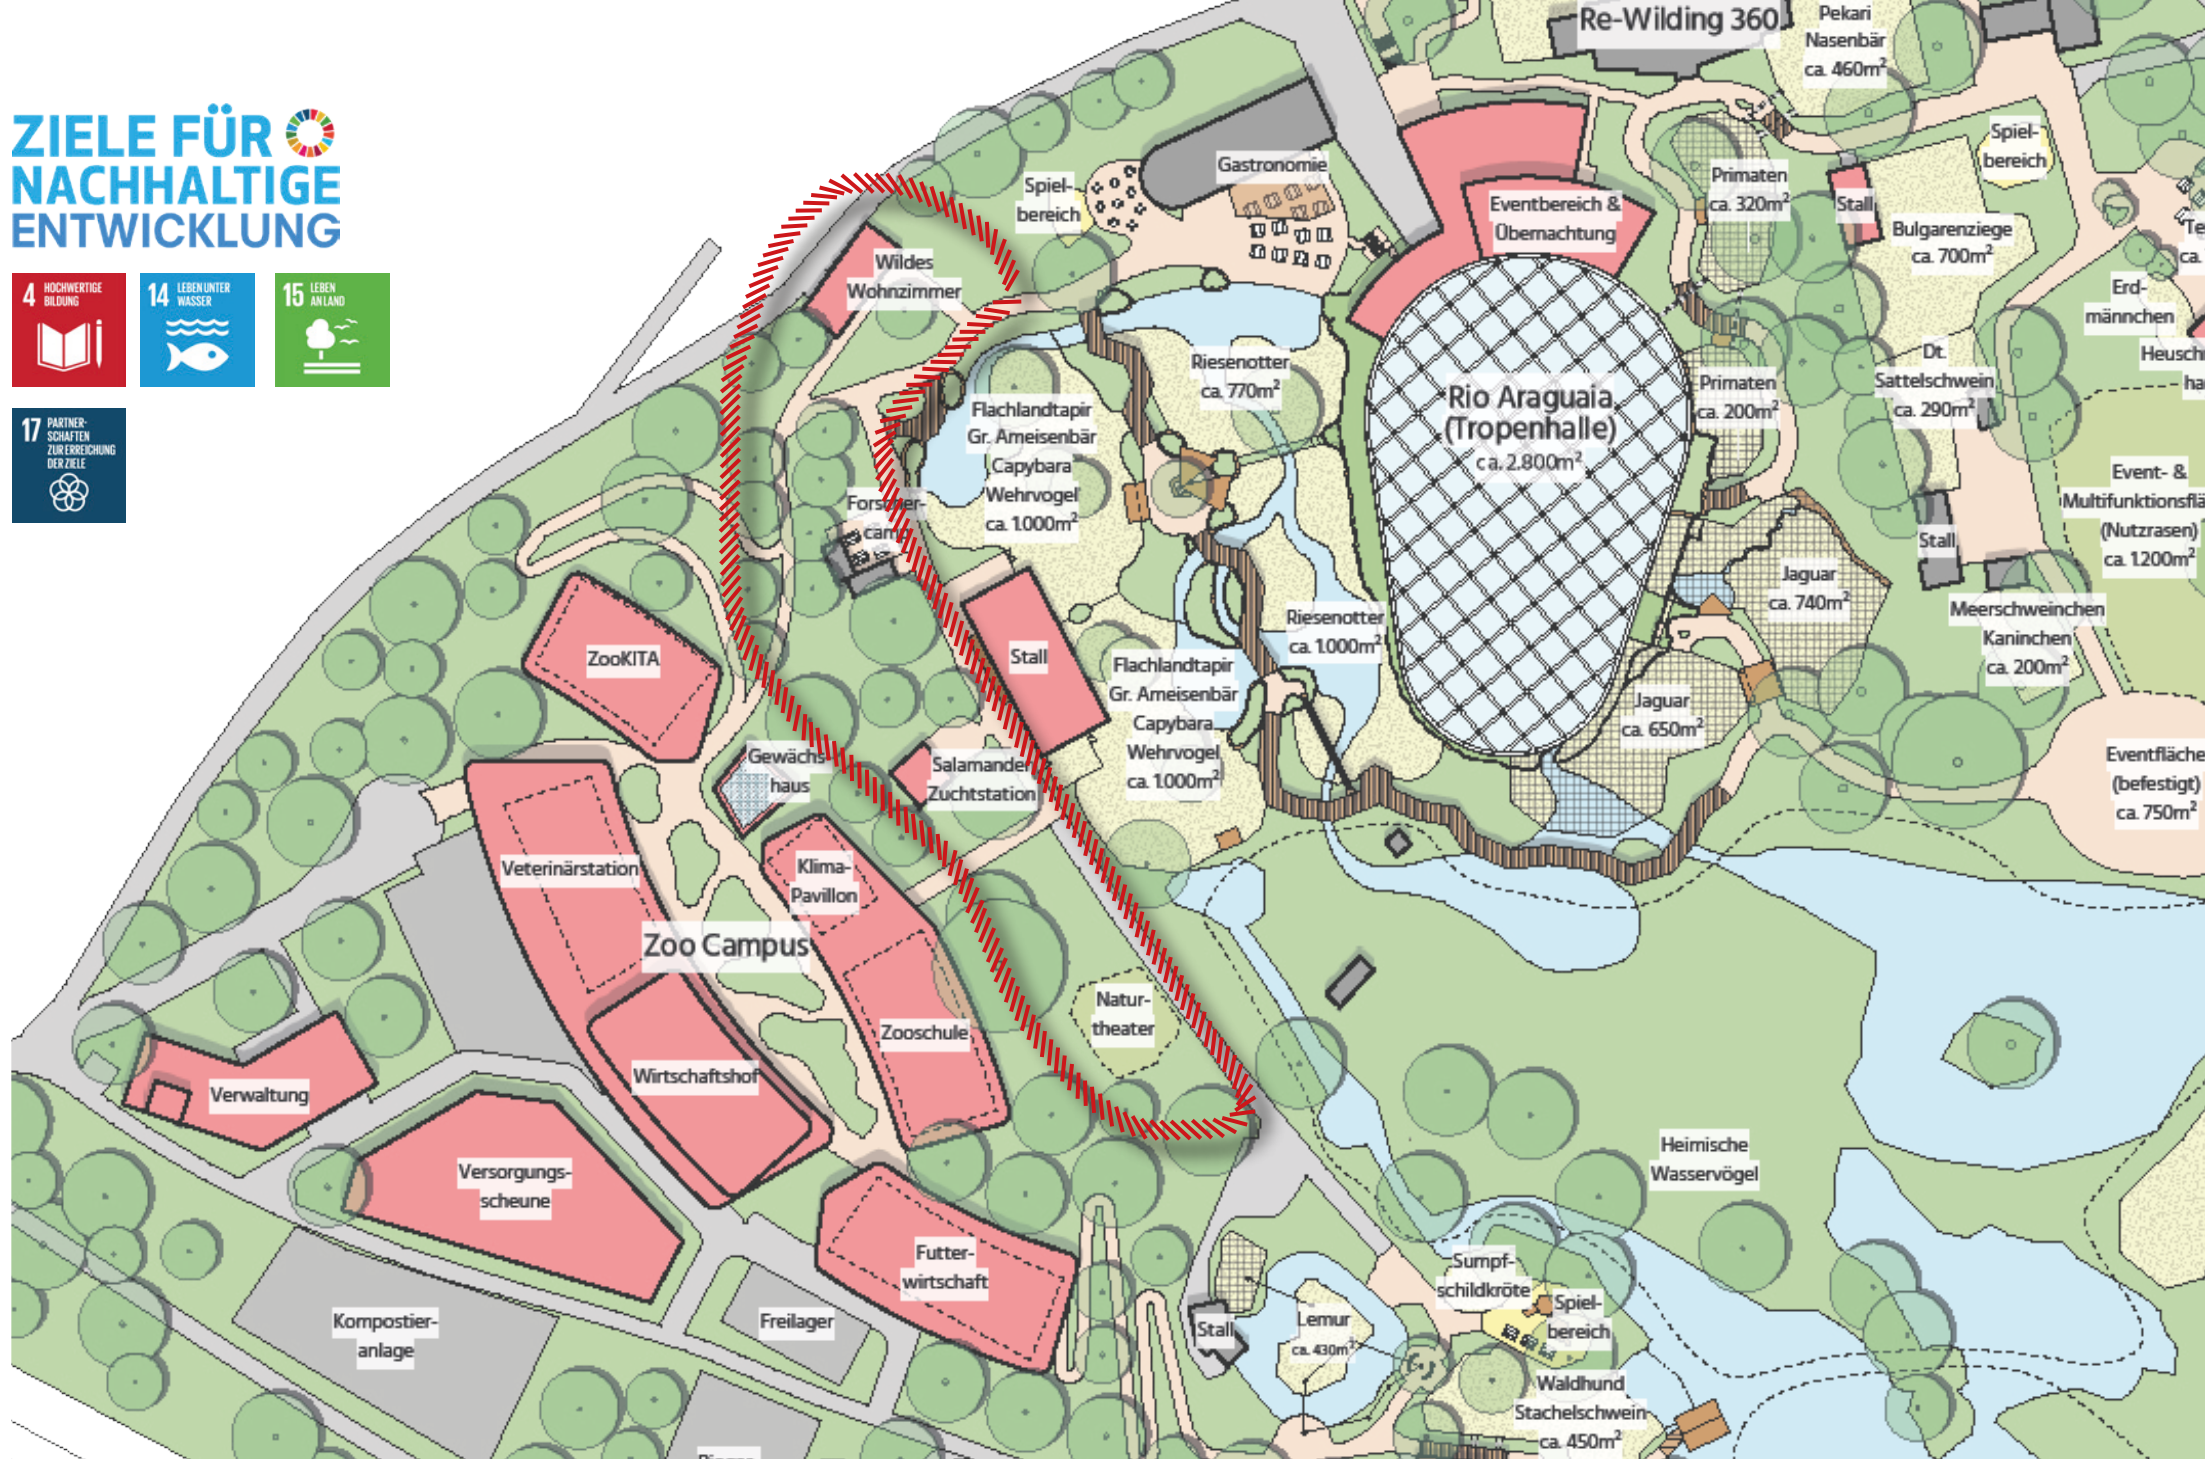 ZIELE FÜR
NACHHALTIGE
ENTWICKLUNG
4 HOCHWERTIGE
BILDUNG
14 LEBEN UNTER
WASSER
15 LEBEN
AN LAND
17 PARTNER-
SCHAFTEN
ZUR ERREICHUNG
DER ZIELE
Re-Wilding 360
Pekari
Nasenbär
ca. 460m²
Spiel-
bereich
Gastronomie
Spiel-
bereich
Eventbereich &
Übernachtung
Primaten
ca. 320m²
Stall
Bulgarenziege
ca. 700m²
Wildes
Wohnzimmer
Erd-
männchen
Riesenotter
ca. 770m²
Rio Araguaia
(Tropenhalle)
ca. 2.800m²
Primaten
ca. 200m²
Dt.
Sattelschwein
ca. 290m²
Flachlandtapir
Gr. Ameisenbär
Capybara
Wehrvogel
ca. 1.000m²
Forscher-
camp
Event- &
Multifunktionsflä
(Nutzrasen)
ca. 1.200m²
Stall
Jaguar
ca. 740m²
Meerschweinchen
Kaninchen
ca. 200m²
Riesenotter
ca. 1.000m²
Stall
ZooKITA
Flachlandtapir
Gr. Ameisenbär
Capybara
Wehrvogel
ca. 1.000m²
Jaguar
ca. 650m²
Gewächs-
haus
Salamander
Zuchtstation
Eventfläche
(befestigt)
ca. 750m²
Veterinärstation
Klima-
Pavillon
Zoo Campus
Natur-
theater
Zooschule
Wirtschaftshof
Verwaltung
Heimische
Wasservögel
Versorgungs-
scheune
Futter-
wirtschaft
Sumpf-
schildkröte
Spiel-
bereich
Kompostier-
anlage
Freilager
Stall
Lemur
ca. 430m²
Waldhund
Stachelschwein
ca. 450m²